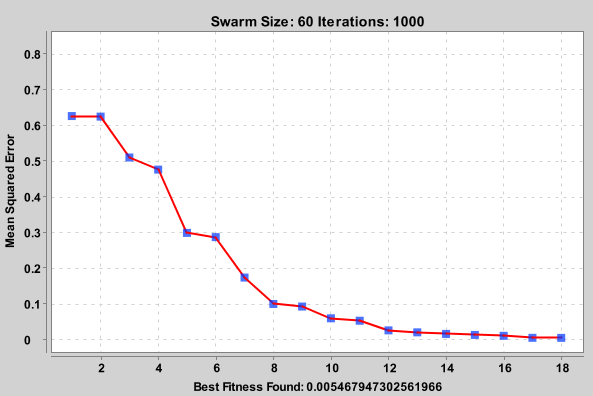 Swarm Size: 60 Iterations: 1000
Mean Squared Error
0.8
0.7
0.6
0.5
0.4
0.3
0.2
0.1
0
2 4 6 8 10 12 14 16 18
Best Fitness Found: 0.005467947302561966